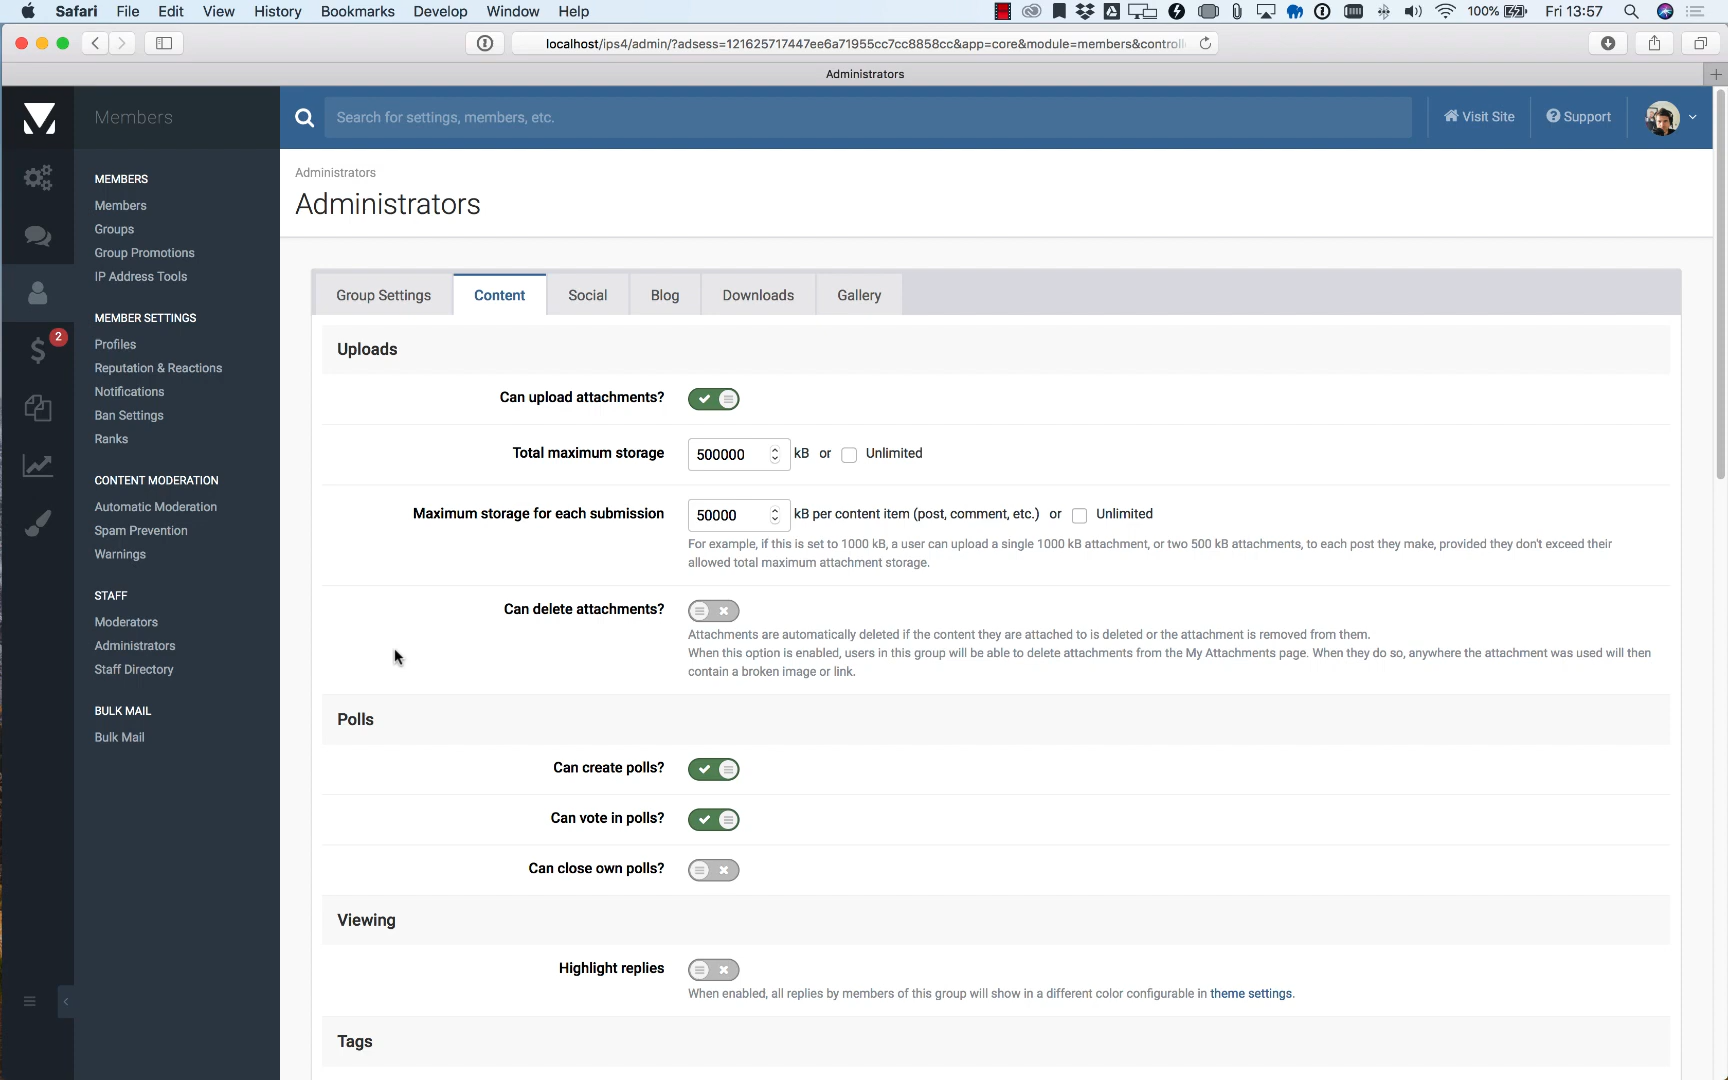 Safari File Edit View History Bookmarks Develop Window Help 100% Fri 13:57
localhost/ips4/admin/?adsess=121625717447ee6a71955cc7cc8858cc&app=core&module=members&controll
Administrators
Members
Search for settings, members, etc.
Visit Site
Support
MEMBERS
Members
Groups
Group Promotions
IP Address Tools
MEMBER SETTINGS
2
Profiles
Reputation & Reactions
Notifications
Ban Settings
Ranks
CONTENT MODERATION
Automatic Moderation
Spam Prevention
Warnings
STAFF
Moderators
Administrators
Staff Directory
BULK MAIL
Bulk Mail
Administrators
Administrators
Group Settings Content Social Blog Downloads Gallery
Uploads
Can upload attachments?
Total maximum storage 500000 kB or Unlimited
Maximum storage for each submission 50000 kB per content item (post, comment, etc.) or Unlimited
For example, if this is set to 1000 kB, a user can upload a single 1000 kB attachment, or two 500 kB attachments, to each post they make, provided they don't exceed their
allowed total maximum attachment storage.
Can delete attachments?
Attachments are automatically deleted if the content they are attached to is deleted or the attachment is removed from them.
When this option is enabled, users in this group will be able to delete attachments from the My Attachments page. When they do so, anywhere the attachment was used will then
contain a broken image or link.
Polls
Can create polls?
Can vote in polls?
Can close own polls?
Viewing
Highlight replies
When enabled, all replies by members of this group will show in a different color configurable in theme settings.
Tags